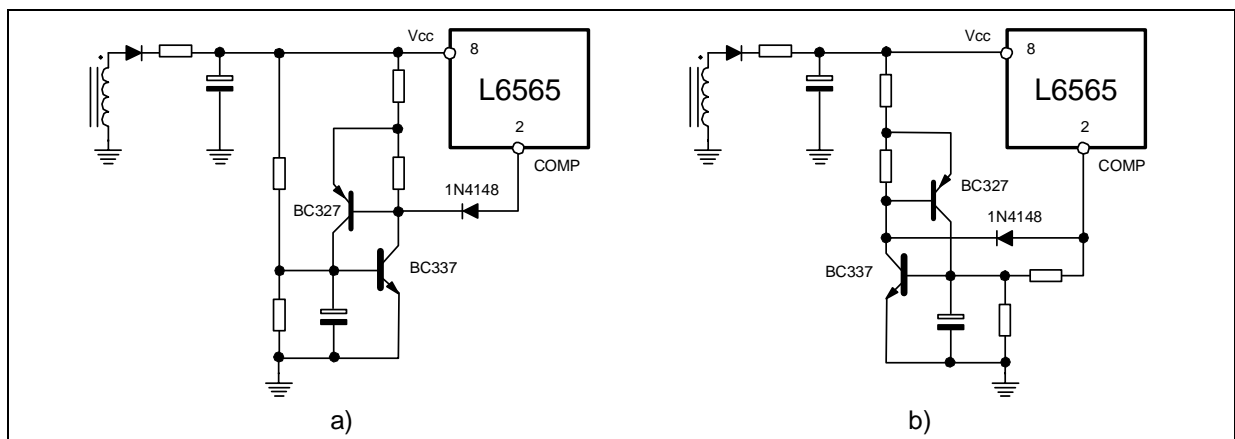 Vcc
8
L6565
2
COMP
1N4148
BC327
BC337
a)
Vcc
8
L6565
2
COMP
BC327
1N4148
BC337
b)